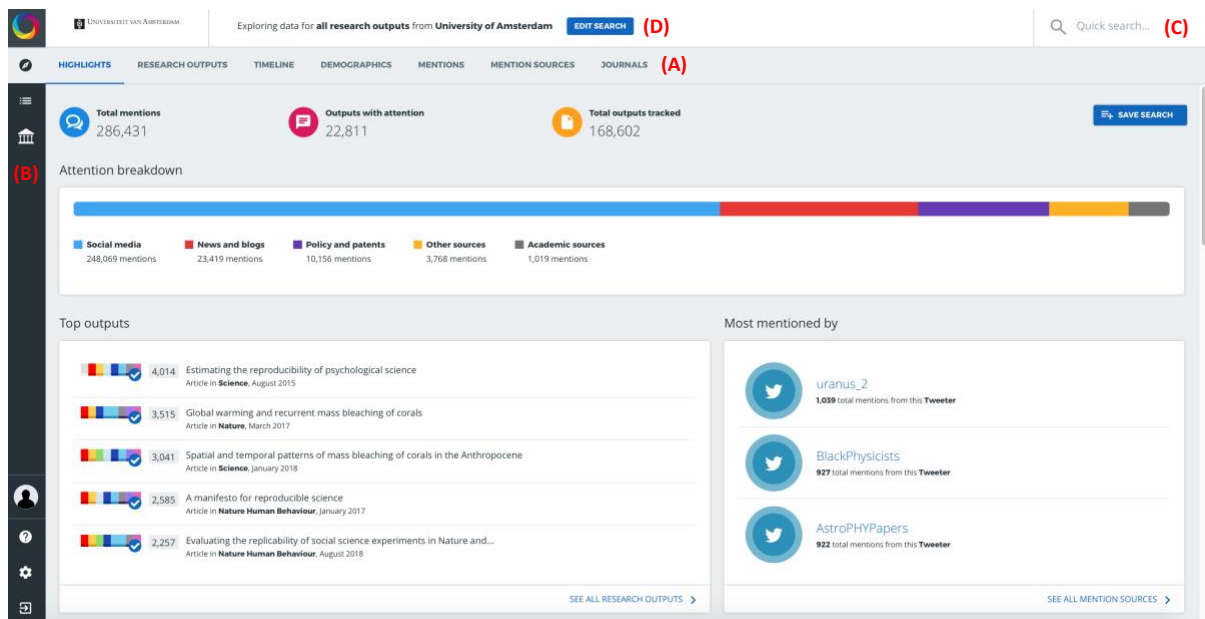 UNIVERSITEIT VAN AMSTERDAM
Exploring data for all research outputs from University of Amsterdam EDIT SEARCH (D)
Quick search... (C)
HIGHLIGHTS RESEARCH OUTPUTS TIMELINE DEMOGRAPHICS MENTIONS MENTION SOURCES JOURNALS (A)
Total mentions
286,431
Outputs with attention
22,811
Total outputs tracked
168,602
SAVE SEARCH
(B)
Attention breakdown
Social media
248,069 mentions
News and blogs
23,419 mentions
Policy and patents
10,156 mentions
Other sources
3,768 mentions
Academic sources
1,019 mentions
Top outputs
4,014 Estimating the reproducibility of psychological science
Article in Science, August 2015
3,515 Global warming and recurrent mass bleaching of corals
Article in Nature, March 2017
3,041 Spatial and temporal patterns of mass bleaching of corals in the Anthropocene
Article in Science, January 2018
2,585 A manifesto for reproducible science
Article in Nature Human Behaviour, January 2017
2,257 Evaluating the replicability of social science experiments in Nature and...
Article in Nature Human Behaviour, August 2018
SEE ALL RESEARCH OUTPUTS
Most mentioned by
uranus_2
1,039 total mentions from this Tweeter
BlackPhysicists
927 total mentions from this Tweeter
AstroPHYPapers
922 total mentions from this Tweeter
SEE ALL MENTION SOURCES